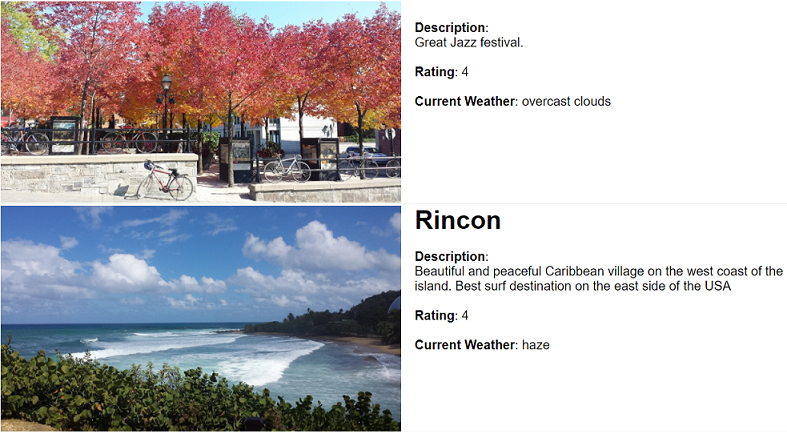 Description:
Great Jazz festival.
Rating: 4
Current Weather: overcast clouds
Rincon
Description:
Beautiful and peaceful Caribbean village on the west coast of the
island. Best surf destination on the east side of the USA
Rating: 4
Current Weather: haze